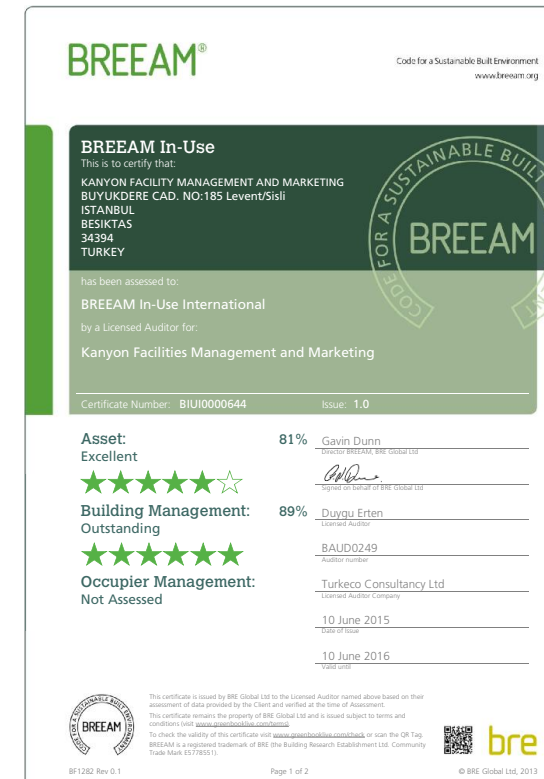 BREEAM®
Code for a Sustainable Built Environment
www.breeam.org
BREEAM In-Use
This is to certify that:
KANYON FACILITY MANAGEMENT AND MARKETING
BUYUKDERE CAD. NO:185 Levent/Sisli
ISTANBUL
BESIKTAS
34394
TURKEY
CODE FOR A SUSTAINABLE BUILT
BREEAM
has been assessed to:
BREEAM In-Use International
by a Licensed Auditor for:
Kanyon Facilities Management and Marketing
Certificate Number: BIUI0000644 Issue: 1.0
Asset: 81%
Excellent
Gavin Dunn
Director BREEAM, BRE Global Ltd
Signed on behalf of BRE Global Ltd
Building Management: 89%
Outstanding
Duygu Erten
Licensed Auditor
BAUD0249
Auditor number
Occupier Management:
Not Assessed
Turkeco Consultancy Ltd
Licensed Auditor Company
10 June 2015
Date of Issue
10 June 2016
Valid until
CODE FOR A SUSTAINABLE BUILT ENVIRONMENT
BREEAM
This certificate is issued by BRE Global Ltd to the Licensed Auditor named above based on their
assessment of data provided by the Client and verified at the time of Assessment.
This certificate remains the property of BRE Global Ltd and is issued subject to terms and
conditions (visit www.greenbooklive.com/terms).
To check the validity of this certificate visit www.greenbooklive.com/check or scan the QR Tag.
BREEAM is a registered trademark of BRE (the Building Research Establishment Ltd. Community
Trade Mark E5778551).
bre
BF1282 Rev 0.1 Page 1 of 2 © BRE Global Ltd, 2013